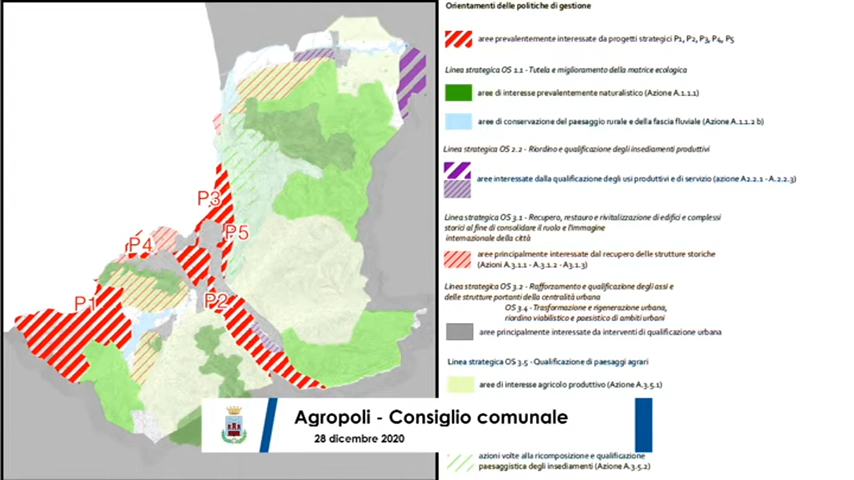 Orientamenti delle politiche di gestione
aree prevalentemente interessate da progetti strategici P1, P2, P3, P4, P5
Linea strategica OS 1.1 - Tutela e miglioramento della matrice ecologica
aree di interesse prevalentemente naturalistico (Azione A.1.1.1)
aree di conservazione del paesaggio rurale e della fascia fluviale (Azione A.1.1.2 b)
Linea strategica OS 2.2 - Riordino e qualificazione degli insediamenti produttivi
aree interessate dalla qualificazione degli usi produttivi e di servizio (azione A2.2.1 - A.2.2.3)
Linea strategica OS 3.1 - Recupero, restauro e rivitalizzazione di edifici e complessi
storici al fine di consolidare il ruolo e l'immagine
internazionale della città
aree principalmente interessate dal recupero delle strutture storiche
(Azioni A.3.1.1 - A.3.1.2 - A3.1.3)
Linea strategica OS 3.2 - Rafforzamento e qualificazione degli assi e
delle strutture portanti della centralità urbana
OS 3.4 - Trasformazione e rigenerazione urbana,
riordino viabilistico e paesistico di ambiti urbani
aree principalmente interessate da interventi di qualificazione urbana
Linea strategica OS 3.5 - Qualificazione di paesaggi agrari
aree di interesse agricolo produttivo (Azione A.3.5.1)
azioni volte alla ricomposizione e qualificazione
paesaggistica degli insediamenti (Azione A.3.5.2)
P3
P5
P4
P1
P2
Agropoli - Consiglio comunale
28 dicembre 2020